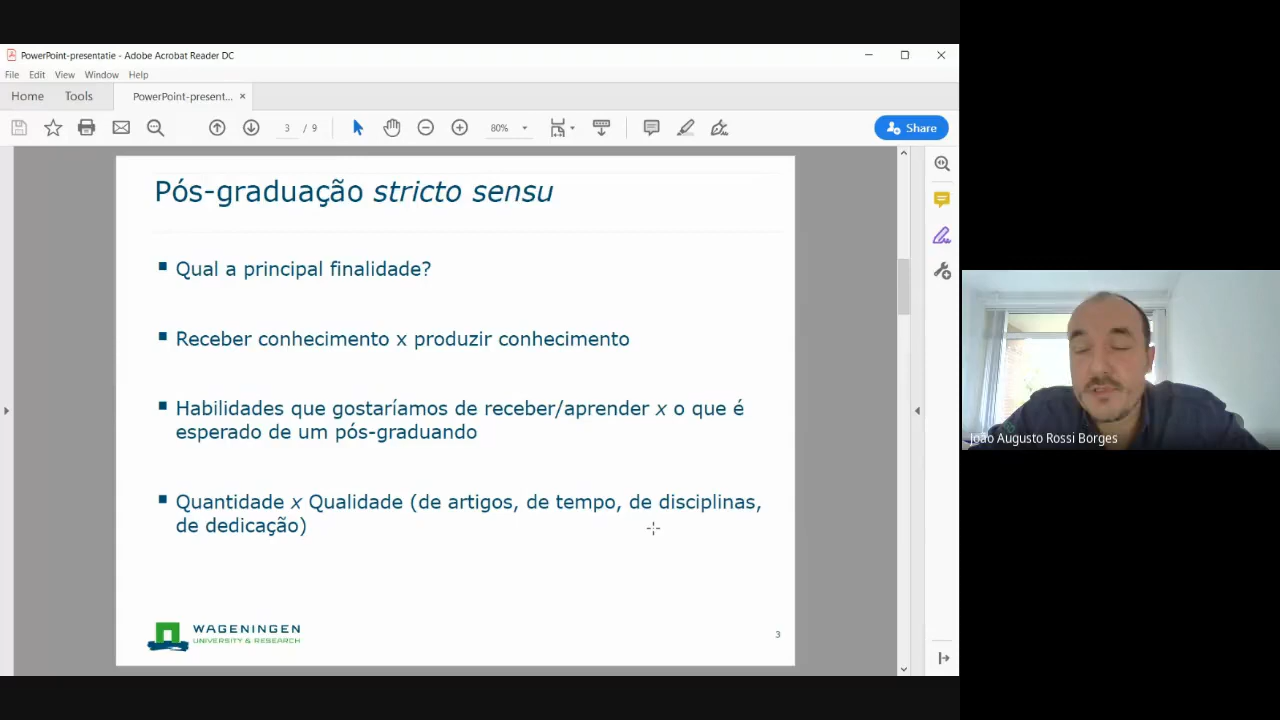 PowerPoint-presentatie - Adobe Acrobat Reader DC
File Edit View Window Help
Home Tools PowerPoint-present... ×
3 / 9 80% Share
Pós-graduação stricto sensu
Qual a principal finalidade?
Receber conhecimento x produzir conhecimento
Habilidades que gostaríamos de receber/aprender x o que é
esperado de um pós-graduando
Quantidade x Qualidade (de artigos, de tempo, de disciplinas,
de dedicação)
WAGENINGEN
UNIVERSITY & RESEARCH
3
João Augusto Rossi Borges